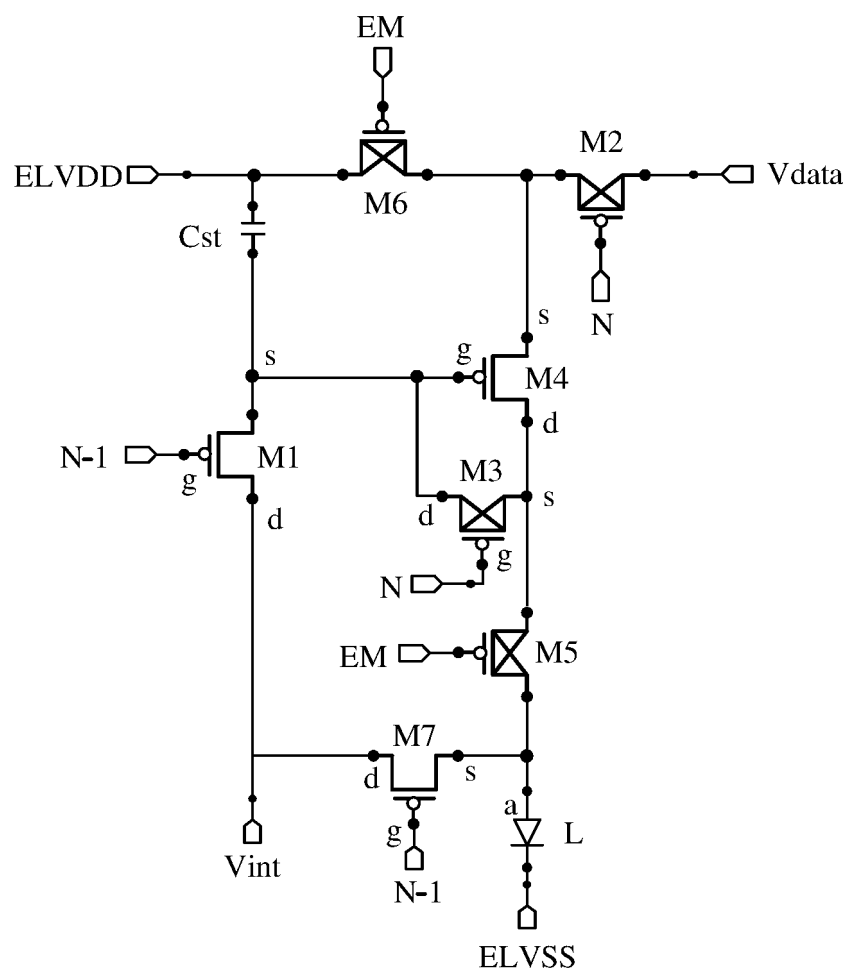 EM
M2
ELVDD
Vdata
M6
Cst
N
s
s
g
M4
d
N-1
M1
g
M3
d
d
s
g
N
EM
M5
M7
d
s
a
g
L
Vint
N-1
ELVSS